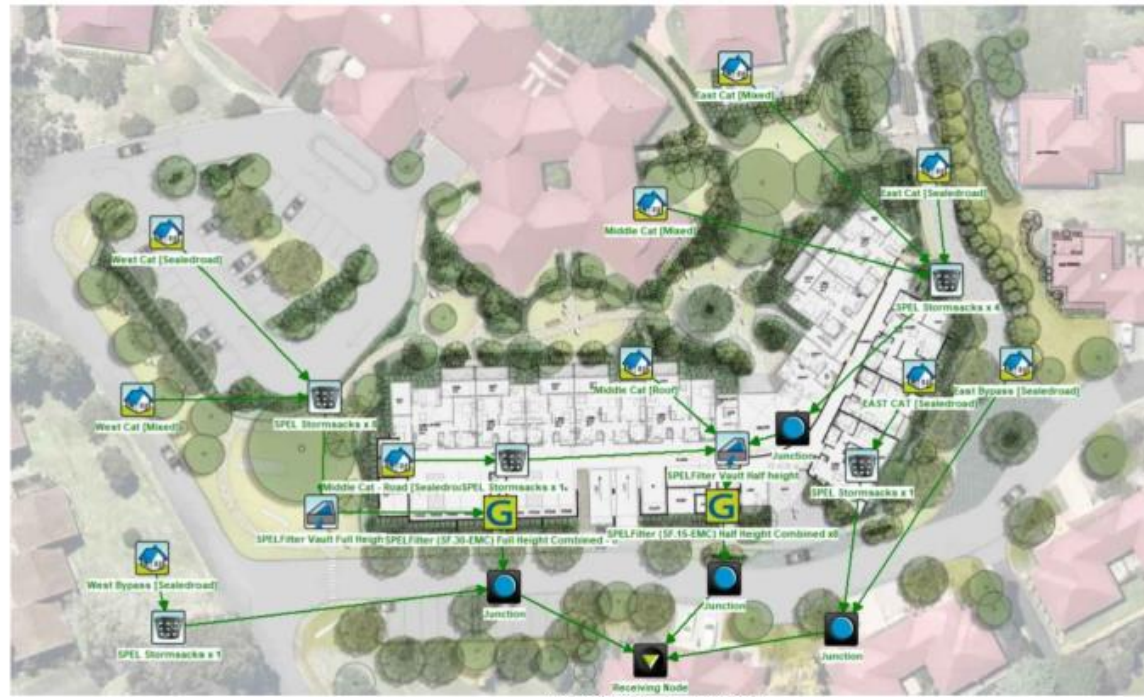 East Cat [Mixed]
East Cat [Sealedroad]
Middle Cat [Mixed]
West Cat [Sealedroad]
SPEL Stormsacks x 4
Middle Cat [Roof]
East Bypass [Sealedroad]
EAST CAT [Sealedroad]
West Cat [Mixed]
SPEL Stormsacks x
Junction
SPELFilter Vault Half height
Middle Cat - Road [Sealedroad]
SPEL Stormsacks x 1
SPEL Stormsacks x 1
SPELFilter Vault Full Height
SPELFilter (SF.30-EMC) Full Height Combined -
SPELFilter (SF.15-EMC) Half Height Combined x8
G
G
West Bypass [Sealedroad]
Junction
Junction
SPEL Stormsacks x 1
Junction
Receiving Node